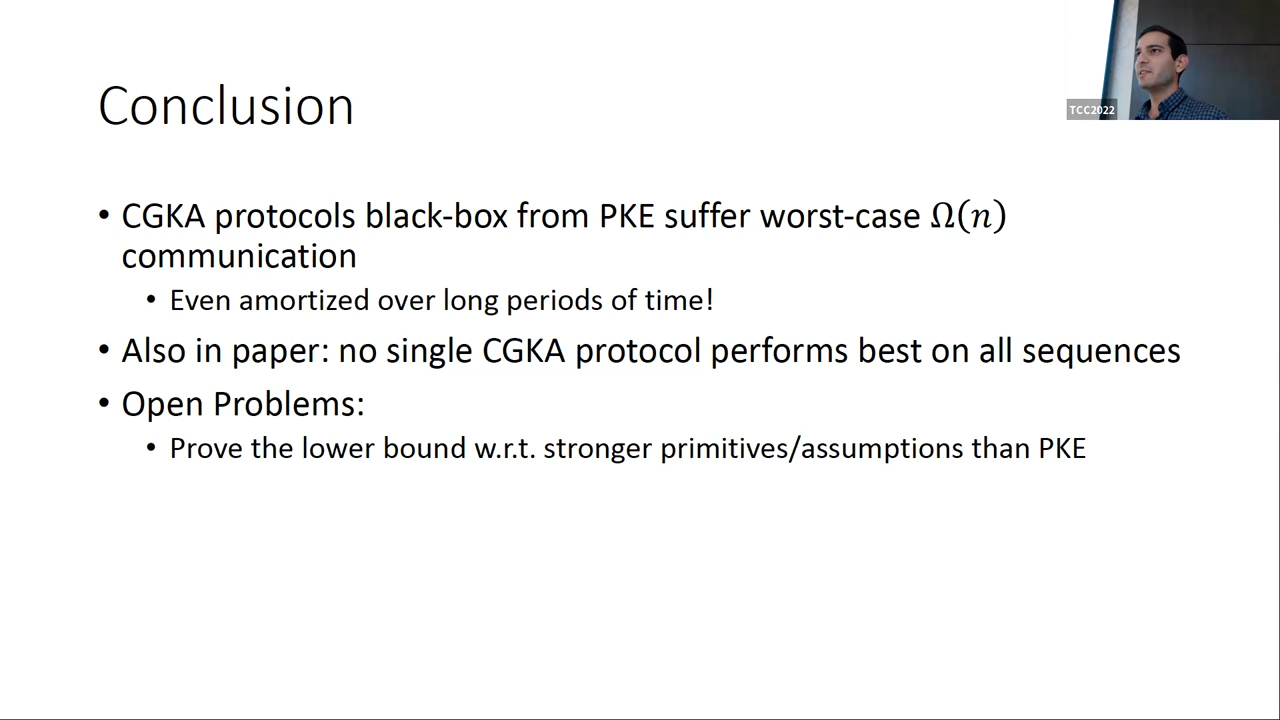 TCC2022
Conclusion
• CGKA protocols black-box from PKE suffer worst-case Ω(n)
communication
• Even amortized over long periods of time!
• Also in paper: no single CGKA protocol performs best on all sequences
• Open Problems:
• Prove the lower bound w.r.t. stronger primitives/assumptions than PKE